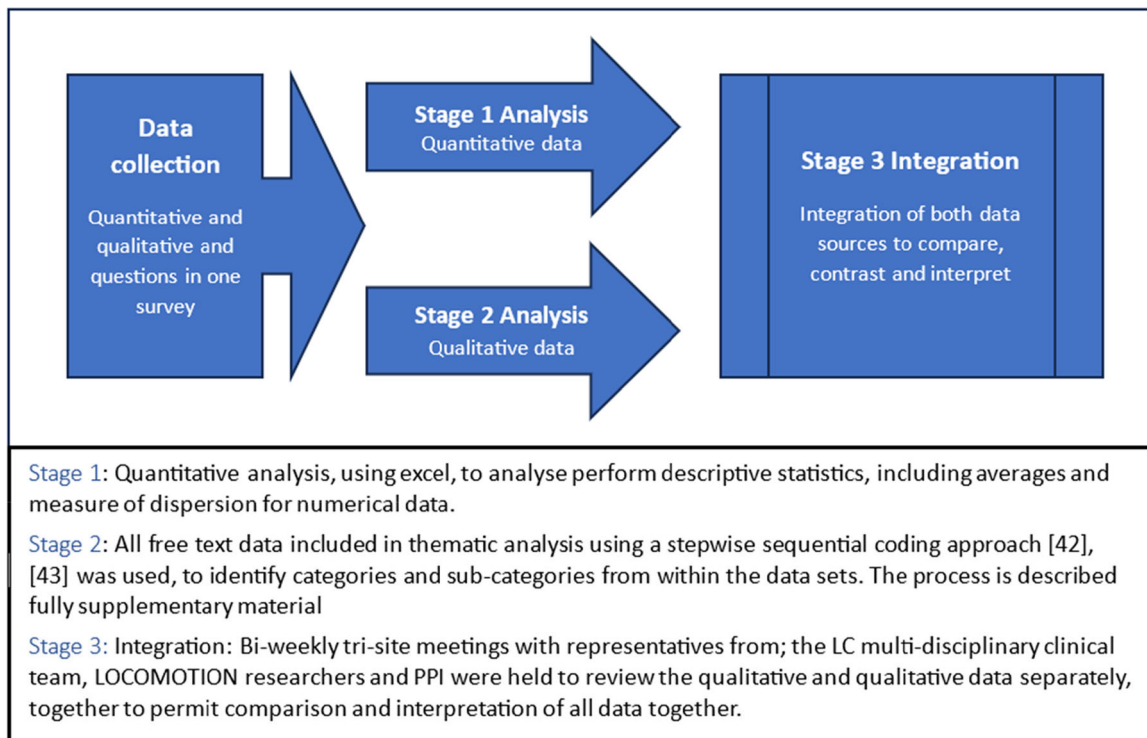 Data
collection
Quantitative and
qualitative and
questions in one
survey
Stage 1 Analysis
Quantitative data
Stage 2 Analysis
Qualitative data
Stage 3 Integration
Integration of both data
sources to compare,
contrast and interpret
Stage 1: Quantitative analysis, using excel, to analyse perform descriptive statistics, including averages and
measure of dispersion for numerical data.
Stage 2: All free text data included in thematic analysis using a stepwise sequential coding approach [42],
[43] was used, to identify categories and sub-categories from within the data sets. The process is described
fully supplementary material
Stage 3: Integration: Bi-weekly tri-site meetings with representatives from; the LC multi-disciplinary clinical
team, LOCOMOTION researchers and PPI were held to review the qualitative and qualitative data separately,
together to permit comparison and interpretation of all data together.